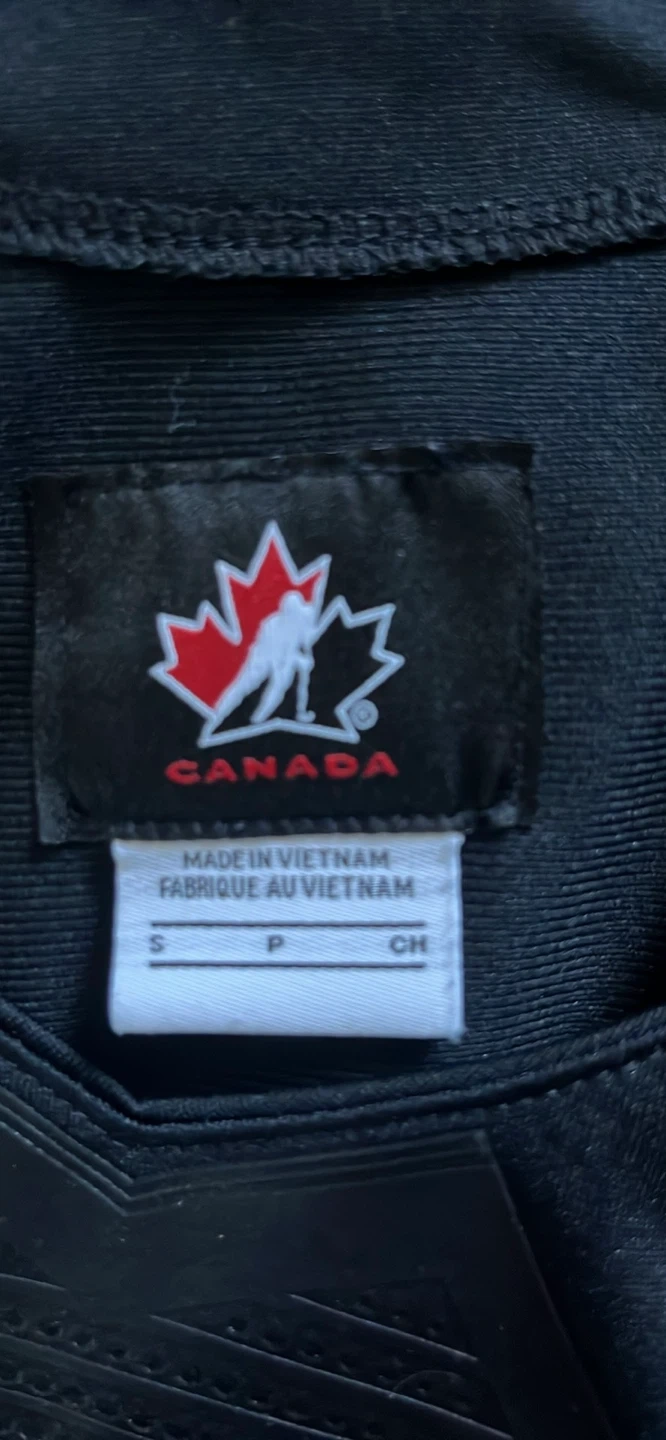 ®
CANADA
MADE IN VIETNAM
FABRIQUE AU VIETNAM
S P CH